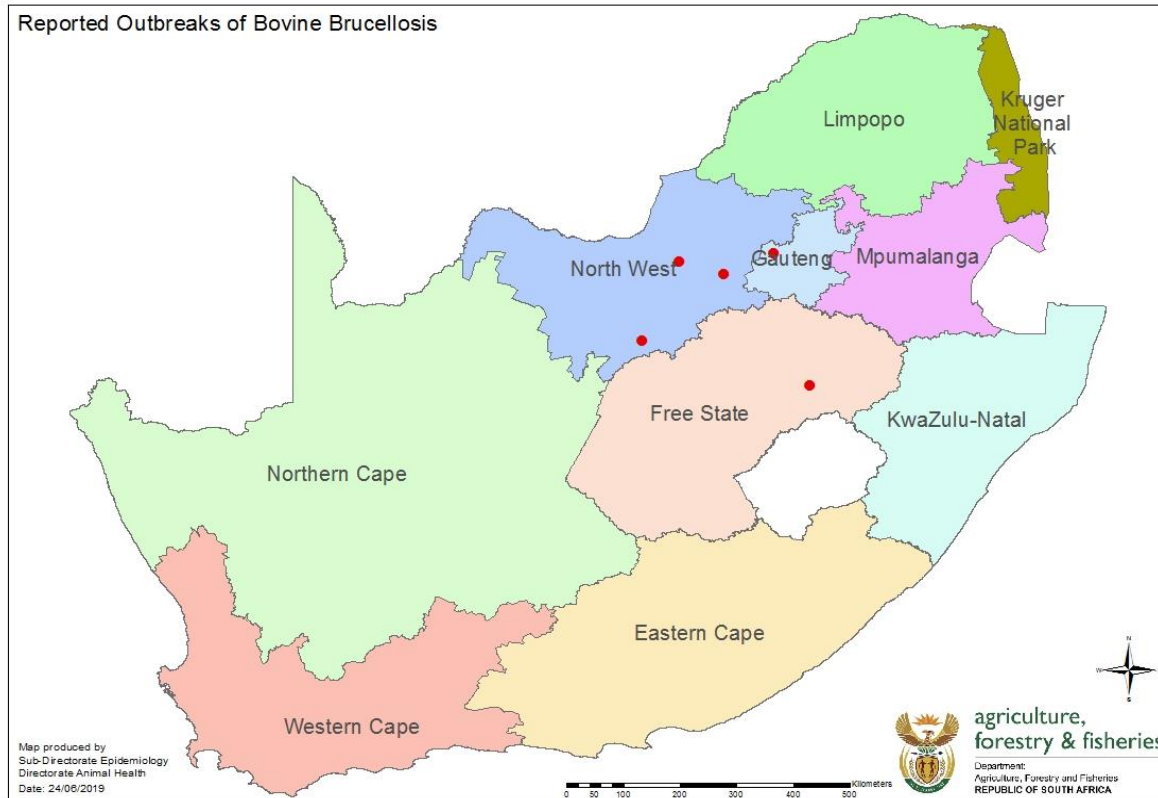 Reported Outbreaks of Bovine Brucellosis
Limpopo
Kruger
National
Park
North West
Gauteng
Mpumalanga
Free State
KwaZulu-Natal
Northern Cape
Eastern Cape
Western Cape
N
W
E
S
Map produced by
Sub-Directorate Epidemiology
Directorate Animal Health
Date: 24/06/2019
Kilometers
0 50 100 200 300 400 500
agriculture,
forestry & fisheries
Department:
Agriculture, Forestry and Fisheries
REPUBLIC OF SOUTH AFRICA